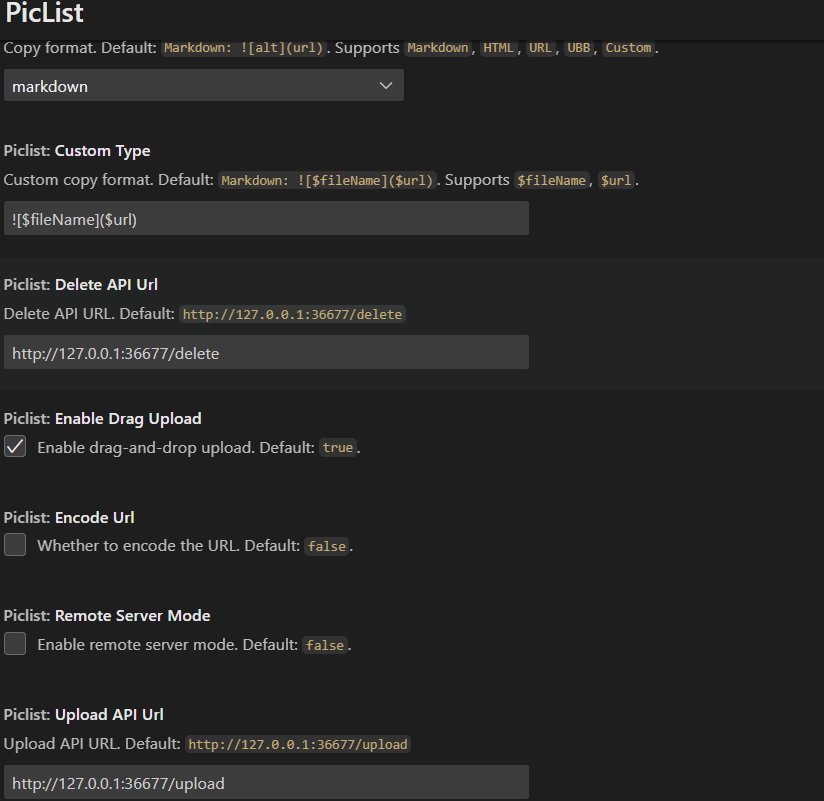 PicList
Copy format. Default: Markdown: ![alt](url). Supports Markdown, HTML, URL, UBB, Custom.
markdown
Piclist: Custom Type
Custom copy format. Default: Markdown: ![$fileName]($url). Supports $fileName, $url.
![$fileName]($url)
Piclist: Delete API Url
Delete API URL. Default: http://127.0.0.1:36677/delete
http://127.0.0.1:36677/delete
Piclist: Enable Drag Upload
Enable drag-and-drop upload. Default: true.
Piclist: Encode Url
Whether to encode the URL. Default: false.
Piclist: Remote Server Mode
Enable remote server mode. Default: false.
Piclist: Upload API Url
Upload API URL. Default: http://127.0.0.1:36677/upload
http://127.0.0.1:36677/upload